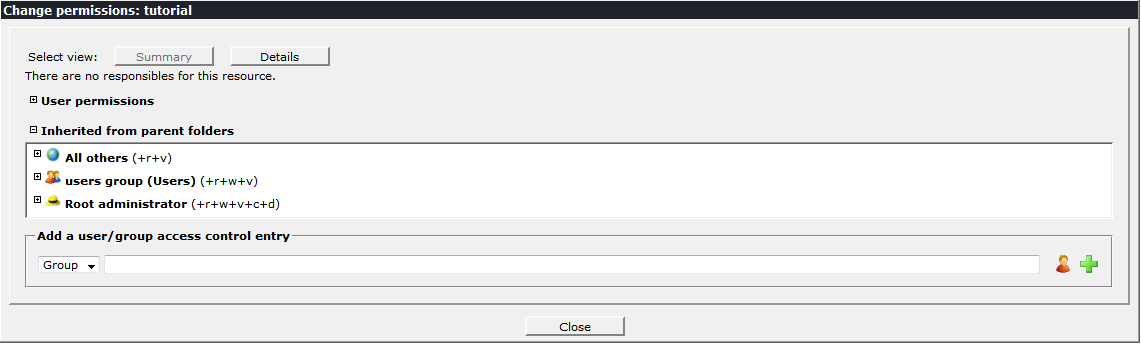 Change permissions: tutorial
Select view: Summary Details
There are no responsibles for this resource.
User permissions
Inherited from parent folders
All others (+r+v)
users group (Users) (+r+w+v)
Root administrator (+r+w+v+c+d)
Add a user/group access control entry
Group
Close